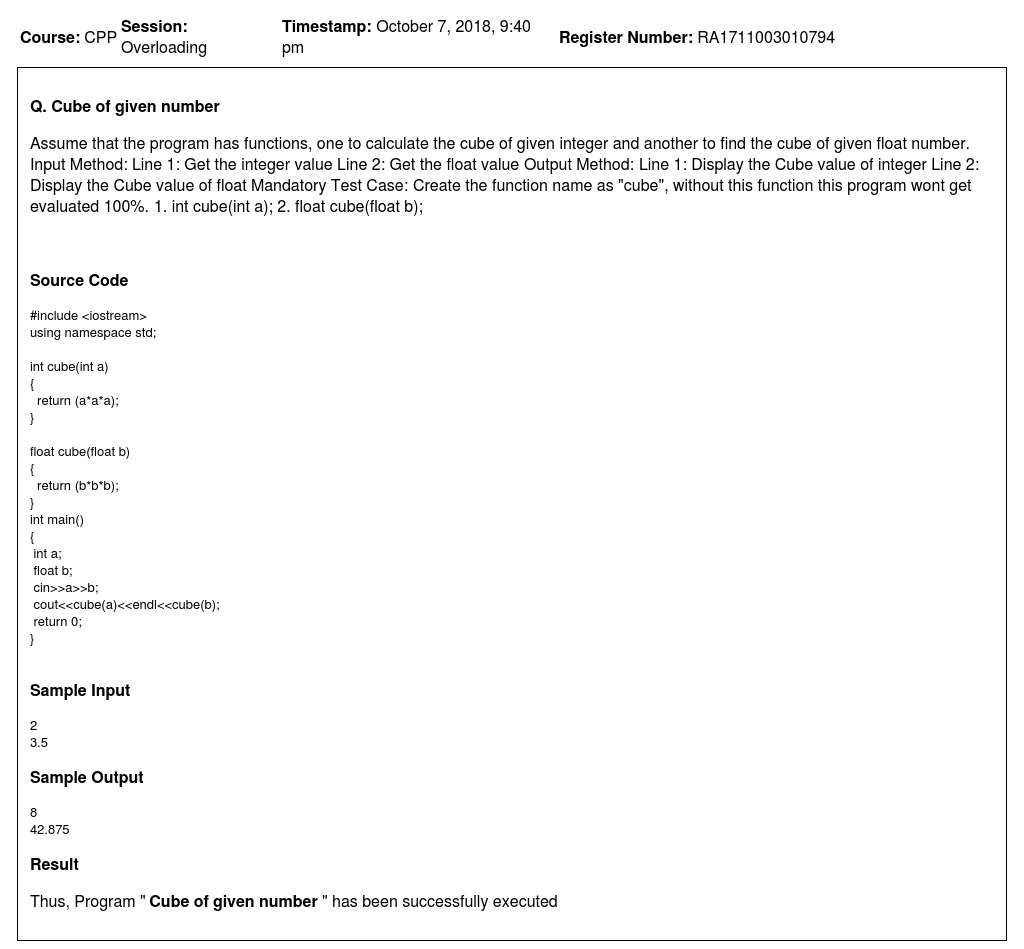 Course: CPP Session: Overloading Timestamp: October 7, 2018, 9:40 pm Register Number: RA1711003010794
Q. Cube of given number
Assume that the program has functions, one to calculate the cube of given integer and another to find the cube of given float number.
Input Method: Line 1: Get the integer value Line 2: Get the float value Output Method: Line 1: Display the Cube value of integer Line 2:
Display the Cube value of float Mandatory Test Case: Create the function name as "cube", without this function this program wont get
evaluated 100%. 1. int cube(int a); 2. float cube(float b);
Source Code
#include <iostream>
using namespace std;
int cube(int a)
{
return (a*a*a);
}
float cube(float b)
{
return (b*b*b);
}
int main()
{
int a;
float b;
cin>>a>>b;
cout<<cube(a)<<endl<<cube(b);
return 0;
}
Sample Input
2
3.5
Sample Output
8
42.875
Result
Thus, Program " Cube of given number " has been successfully executed